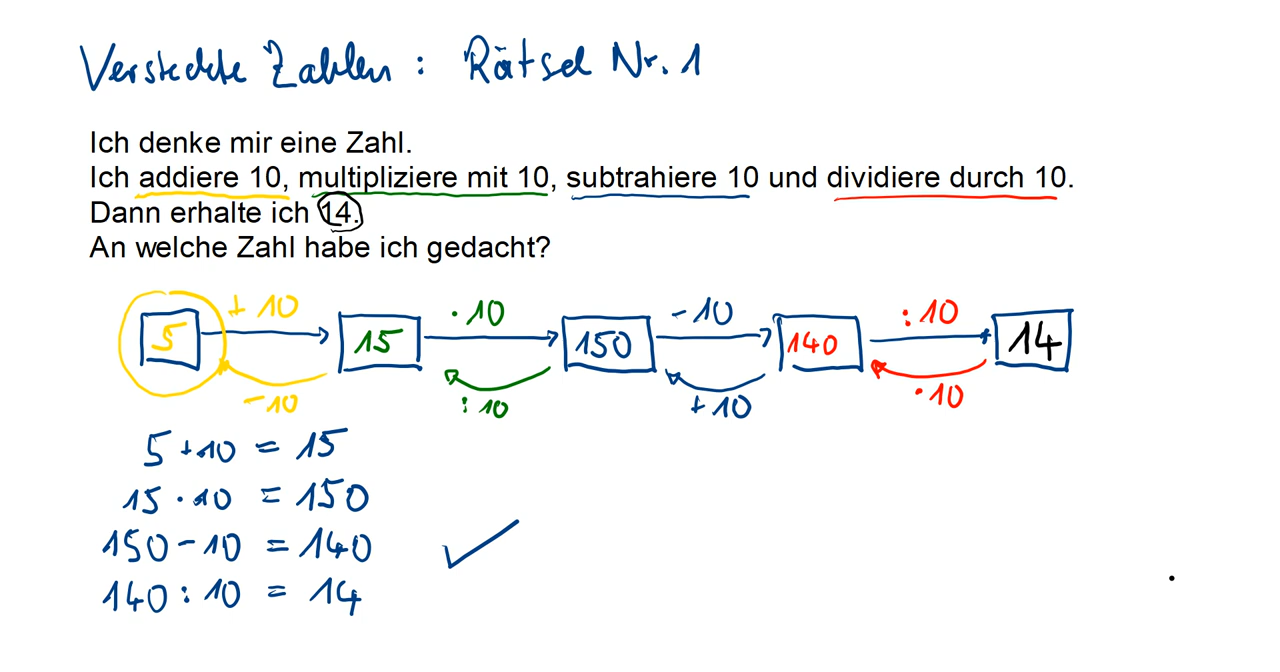 Versteckte Zahlen: Rätsel Nr. 1
Ich denke mir eine Zahl.
Ich addiere 10, multipliziere mit 10, subtrahiere 10 und dividiere durch 10.
Dann erhalte ich 14.
An welche Zahl habe ich gedacht?
+ 10 · 10 - 10 : 10
5 15 150 140 14
- 10 : 10 + 10 · 10
5 + 10 = 15
15 · 10 = 150
150 - 10 = 140
140 : 10 = 14